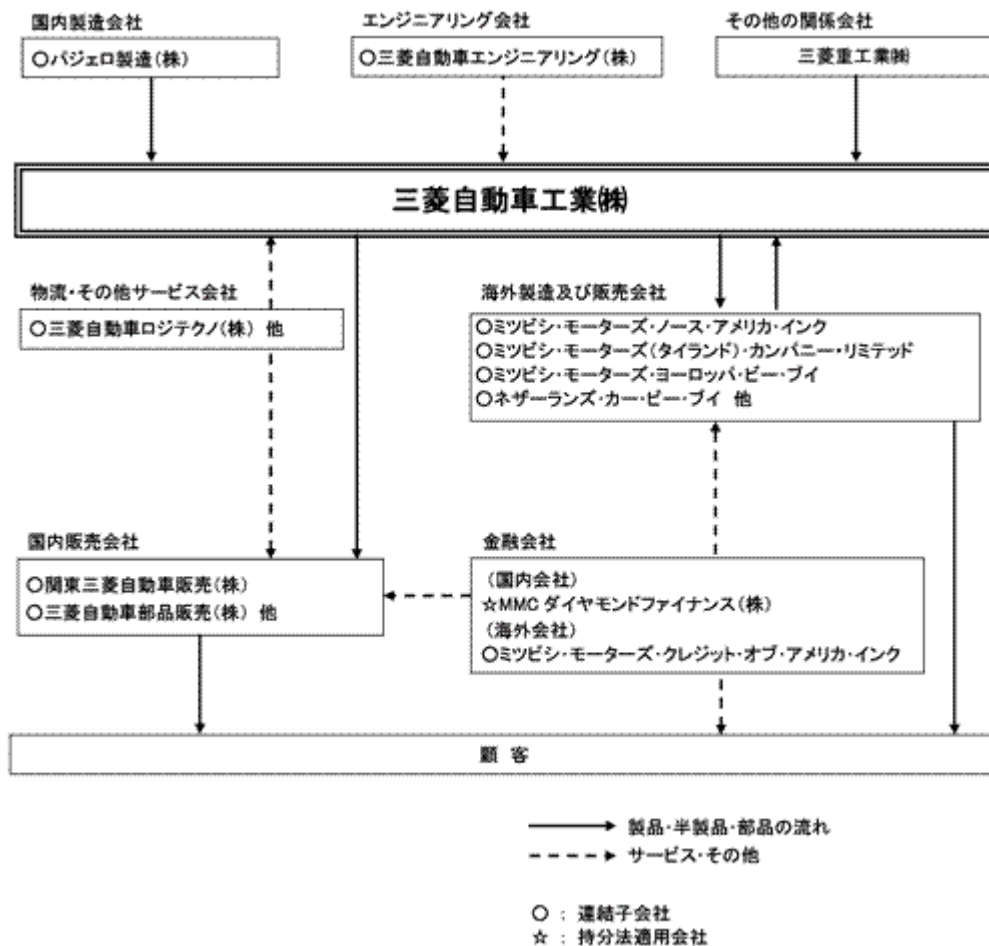 国内製造会社
○パジェロ製造(株)
エンジニアリング会社
○三菱自動車エンジニアリング(株)
その他の関係会社
三菱重工業㈱
三菱自動車工業㈱
物流・その他サービス会社
○三菱自動車ロジテクノ(株) 他
海外製造及び販売会社
○ミツビシ・モーターズ・ノース・アメリカ・インク
○ミツビシ・モーターズ(タイランド)・カンパニー・リミテッド
○ミツビシ・モーターズ・ヨーロッパ・ビー・ブイ
○ネザーランズ・カー・ビー・ブイ 他
国内販売会社
○関東三菱自動車販売(株)
○三菱自動車部品販売(株) 他
金融会社
(国内会社)
☆MMC ダイヤモンドファイナンス(株)
(海外会社)
○ミツビシ・モーターズ・クレジット・オブ・アメリカ・インク
顧 客
製品・半製品・部品の流れ
サービス・その他
○ : 連結子会社
☆ : 持分法適用会社